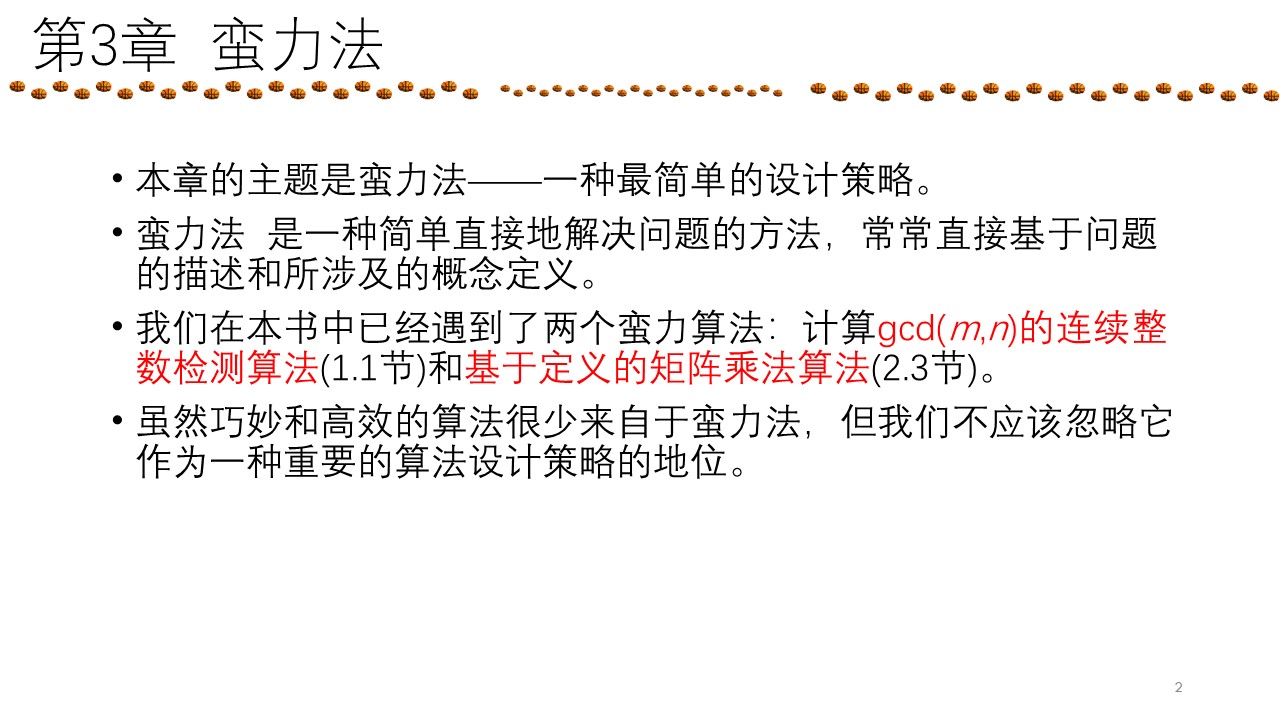 第3章 蛮力法
• 本章的主题是蛮力法——一种最简单的设计策略。
• 蛮力法 是一种简单直接地解决问题的方法，常常直接基于问题
的描述和所涉及的概念定义。
• 我们在本书中已经遇到了两个蛮力算法：计算gcd(m,n)的连续整
数检测算法(1.1节)和基于定义的矩阵乘法算法(2.3节)。
• 虽然巧妙和高效的算法很少来自于蛮力法，但我们不应该忽略它
作为一种重要的算法设计策略的地位。
2